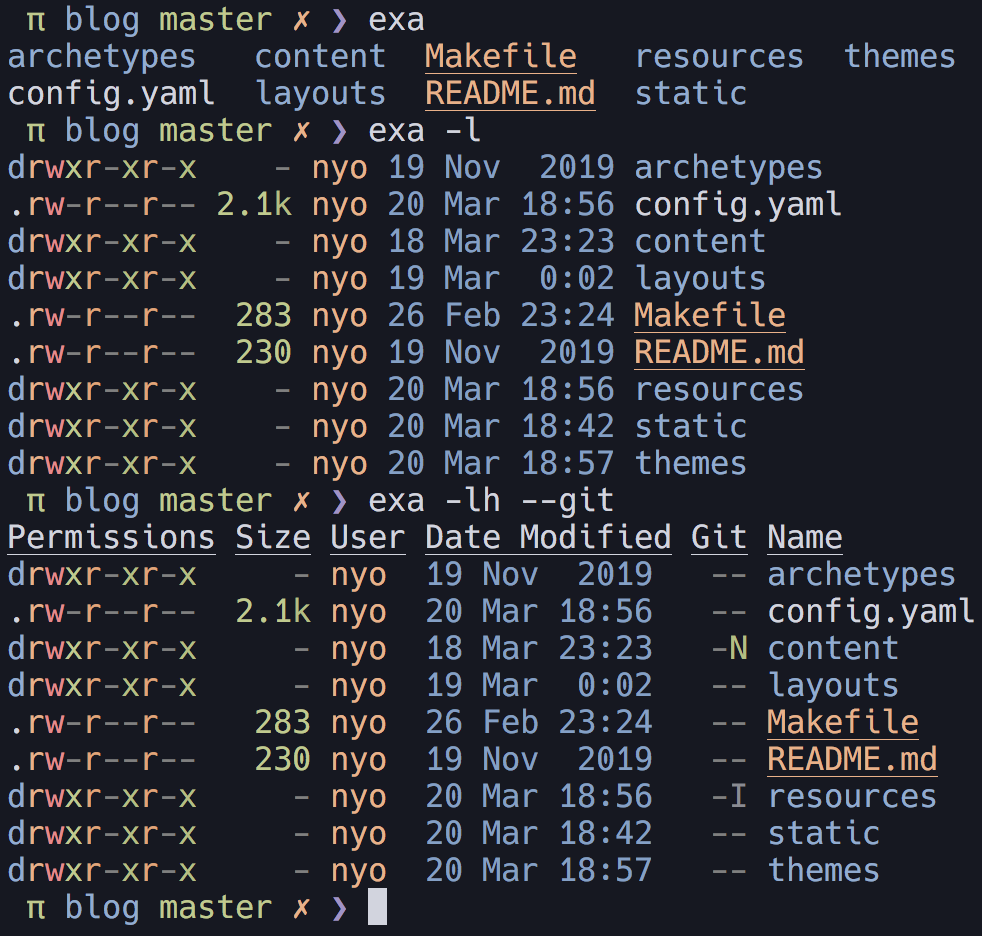 π blog master ✗ ❯ exa
archetypes   content  Makefile   resources  themes
config.yaml  layouts  README.md  static
π blog master ✗ ❯ exa -l
drwxr-xr-x    - nyo 19 Nov  2019 archetypes
.rw-r--r-- 2.1k nyo 20 Mar 18:56 config.yaml
drwxr-xr-x    - nyo 18 Mar 23:23 content
drwxr-xr-x    - nyo 19 Mar  0:02 layouts
.rw-r--r--  283 nyo 26 Feb 23:24 Makefile
.rw-r--r--  230 nyo 19 Nov  2019 README.md
drwxr-xr-x    - nyo 20 Mar 18:56 resources
drwxr-xr-x    - nyo 20 Mar 18:42 static
drwxr-xr-x    - nyo 20 Mar 18:57 themes
π blog master ✗ ❯ exa -lh --git
Permissions Size User Date Modified Git Name
drwxr-xr-x     - nyo  19 Nov  2019   -- archetypes
.rw-r--r--  2.1k nyo  20 Mar 18:56   -- config.yaml
drwxr-xr-x     - nyo  18 Mar 23:23   -N content
drwxr-xr-x     - nyo  19 Mar  0:02   -- layouts
.rw-r--r--   283 nyo  26 Feb 23:24   -- Makefile
.rw-r--r--   230 nyo  19 Nov  2019   -- README.md
drwxr-xr-x     - nyo  20 Mar 18:56   -I resources
drwxr-xr-x     - nyo  20 Mar 18:42   -- static
drwxr-xr-x     - nyo  20 Mar 18:57   -- themes
π blog master ✗ ❯